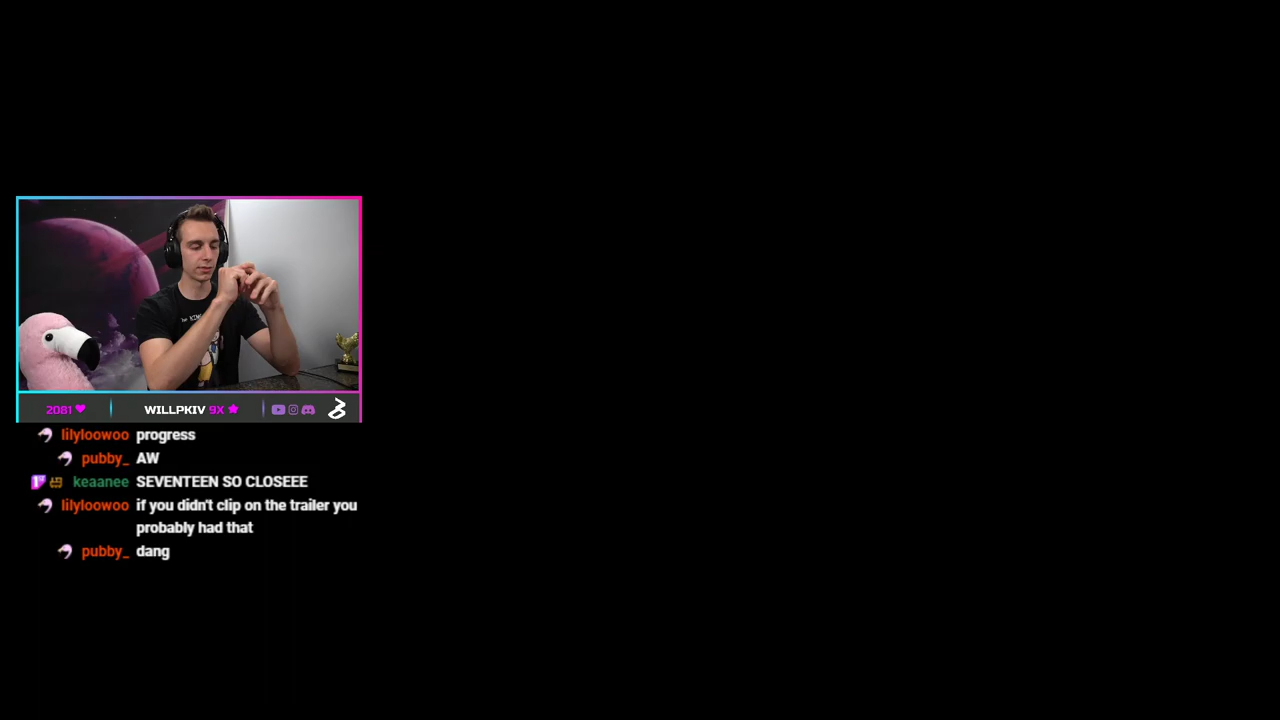 2081
WILLPKIV 9X
lilyloowoo progress
pubby_ AW
keaanee SEVENTEEN SO CLOSEEE
lilyloowoo if you didn't clip on the trailer you
probably had that
pubby_ dang